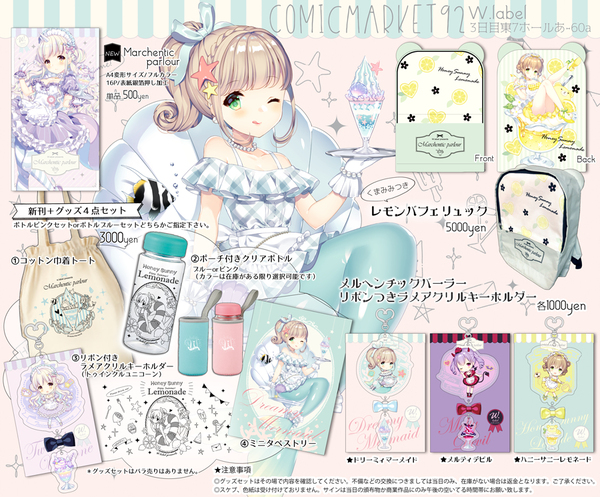 COMICMARKET92
W.label
3日目東7ホールあ-60a
NEW
Marchentic
parlour
A4変形サイズ/フルカラー
16P/表紙銀箔押し加工
単品 500yen
Marchentic parlour
新刊+グッズ4点セット
ボトルピンクセットorボトルブルーセットどちらかご指定下さい。
3000yen
①コットン巾着トート
Marchentic parlour
②ポーチ付きクリアボトル
ブルーorピンク
(カラーは在庫がある限り選択可能です)
Honey Bunny
Lemonade
③リボン付き
ラメアクリルキーホルダー
(トゥインクルユニコーン)
Honey Bunny
Lemonade
*グッズセットはバラ売りはありません。
④ミニタペストリー
Honey Sunny
Lemonade
Marchentic parlour
Front
Honey Sunny
Lemonade
Back
くまみみつき
レモンパフェリュック
5000yen
Honey Sunny
Lemonade
メルヘンチックパーラー
リボンつきラメアクリルキーホルダー 各1000yen
Dreamy
Mermaid
★ドリーミィマーメイド
★メルティデビル
★ハニーサニーレモネード
★注意事項
◎グッズセットはその場で内容を確認してください。不備などの交換につきましては当日のみ、在庫がない場合は返金となります。ご了承ください。
◎スケブ、色紙は受け付けておりません。サインは当日の頒布物か商業作品にのみ午後の空いてる時間帯にお願い致します。